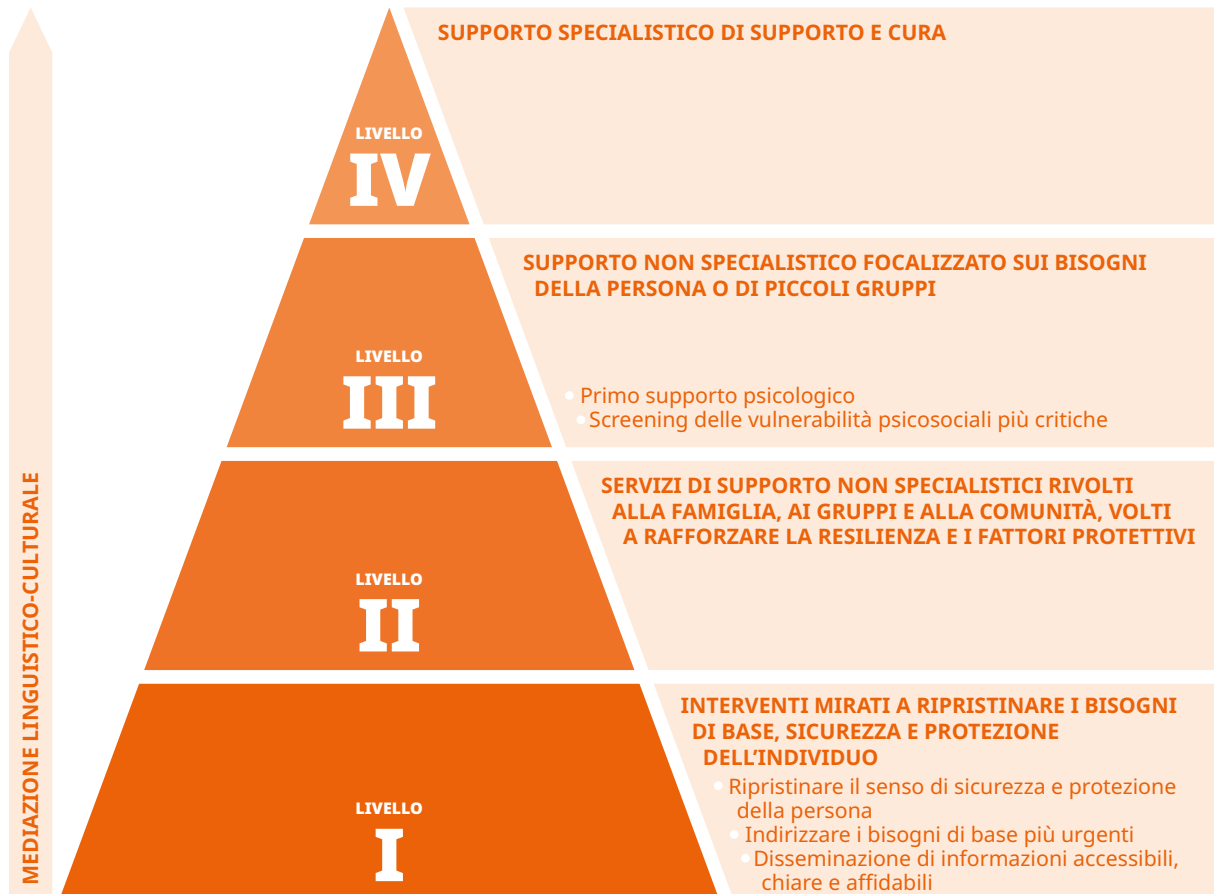 SUPPORTO SPECIALISTICO DI SUPPORTO E CURA
LIVELLO
IV
SUPPORTO NON SPECIALISTICO FOCALIZZATO SUI BISOGNI
DELLA PERSONA O DI PICCOLI GRUPPI
LIVELLO
III
Primo supporto psicologico
Screening delle vulnerabilità psicosociali più critiche
SERVIZI DI SUPPORTO NON SPECIALISTICI RIVOLTI
ALLA FAMIGLIA, AI GRUPPI E ALLA COMUNITÀ, VOLTI
A RAFFORZARE LA RESILIENZA E I FATTORI PROTETTIVI
LIVELLO
II
INTERVENTI MIRATI A RIPRISTINARE I BISOGNI
DI BASE, SICUREZZA E PROTEZIONE
DELL'INDIVIDUO
LIVELLO
I
Ripristinare il senso di sicurezza e protezione
della persona
Indirizzare i bisogni di base più urgenti
Disseminazione di informazioni accessibili,
chiare e affidabili
MEDIAZIONE LINGUISTICO-CULTURALE